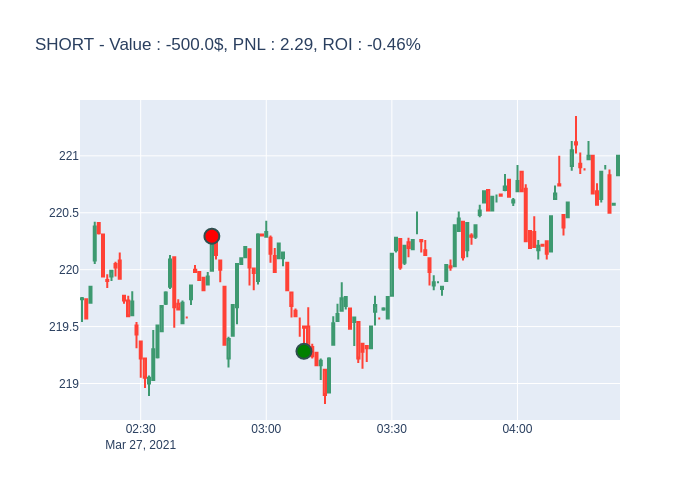 SHORT - Value : -500.0$, PNL : 2.29, ROI : -0.46%
221
220.5
220
219.5
219
02:30 03:00 03:30 04:00
Mar 27, 2021